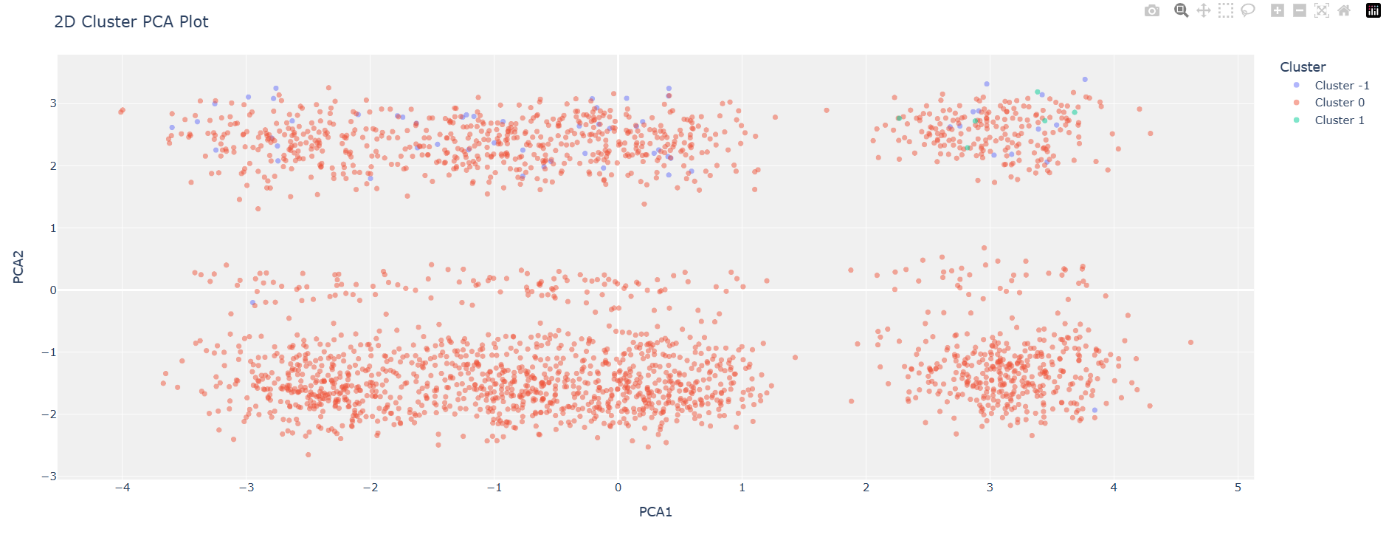 2D Cluster PCA Plot
Cluster
Cluster -1
Cluster 0
Cluster 1
PCA2
3
2
1
0
−1
−2
−3
−4
−3
−2
−1
0
1
2
3
4
5
PCA1